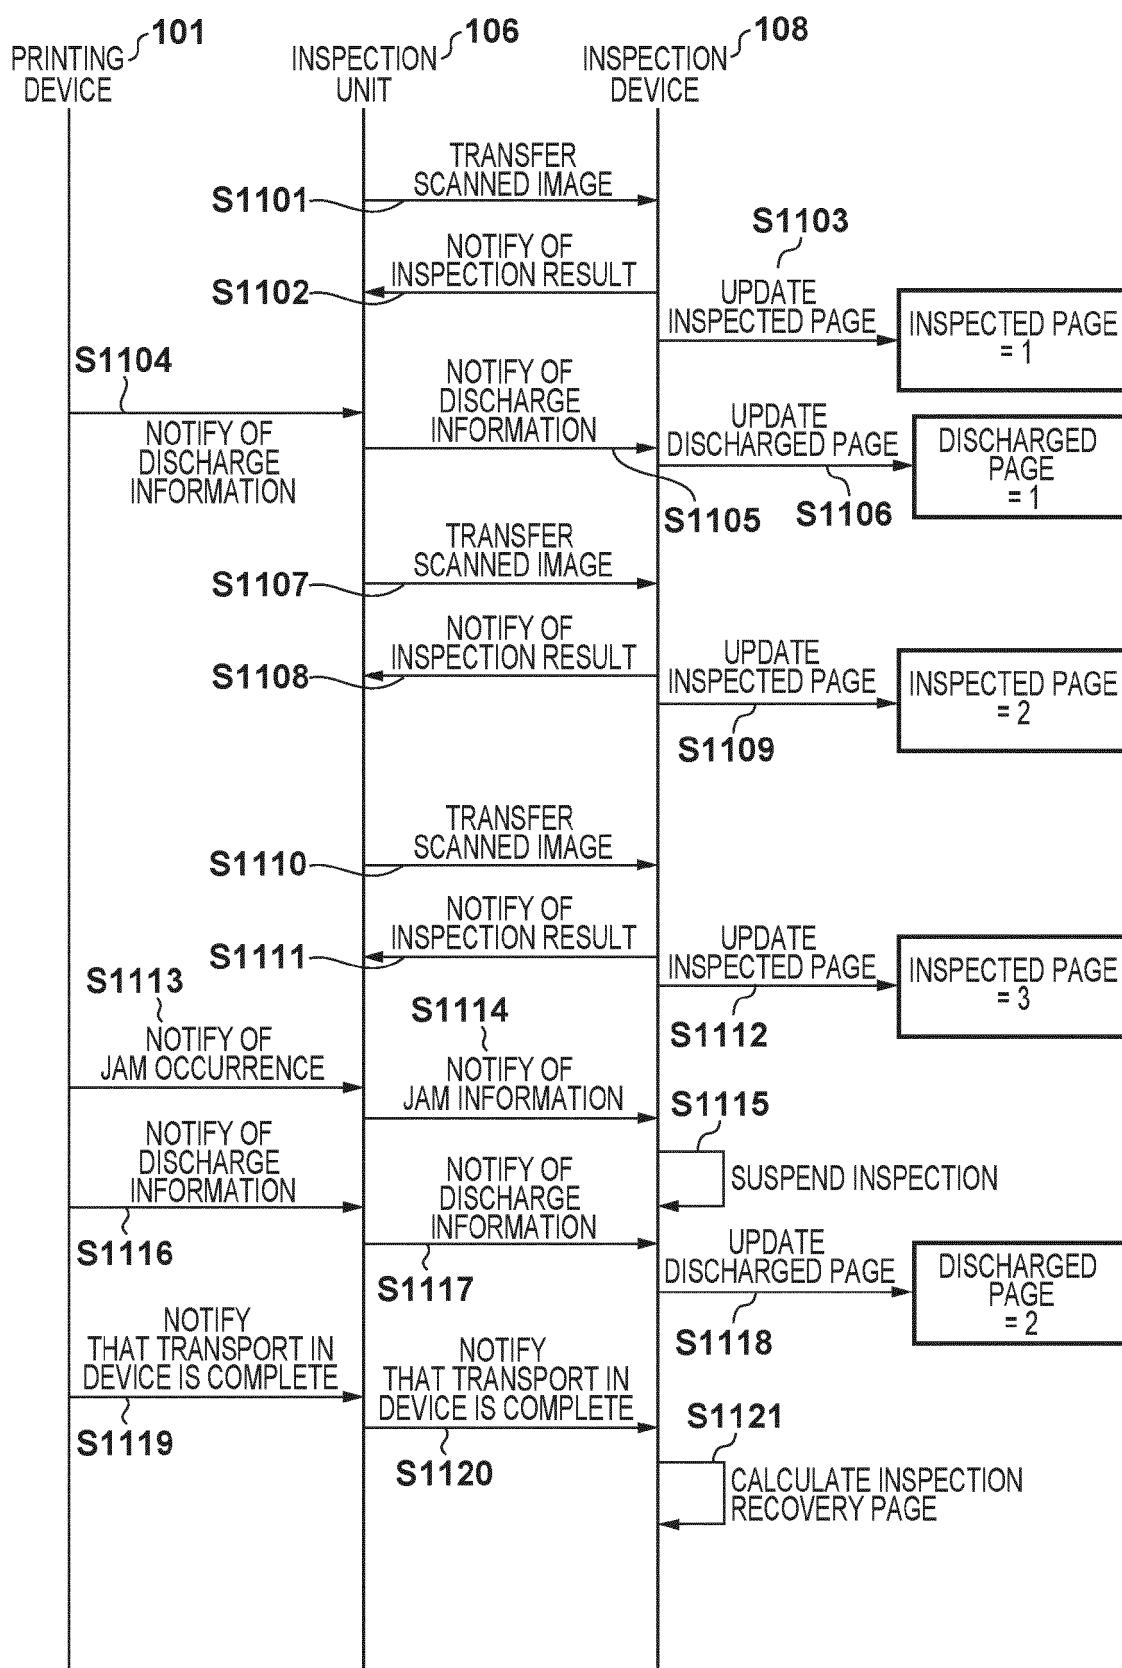 101
PRINTING
DEVICE
106
INSPECTION
UNIT
108
INSPECTION
DEVICE
TRANSFER
SCANNED IMAGE
S1101
NOTIFY OF
INSPECTION RESULT
S1102
S1103
UPDATE
INSPECTED PAGE
INSPECTED PAGE
= 1
S1104
NOTIFY OF
DISCHARGE
INFORMATION
NOTIFY OF
DISCHARGE
INFORMATION
S1105
UPDATE
DISCHARGED PAGE
S1106
DISCHARGED
PAGE
= 1
TRANSFER
SCANNED IMAGE
S1107
NOTIFY OF
INSPECTION RESULT
S1108
UPDATE
INSPECTED PAGE
S1109
INSPECTED PAGE
= 2
TRANSFER
SCANNED IMAGE
S1110
NOTIFY OF
INSPECTION RESULT
S1111
UPDATE
INSPECTED PAGE
S1112
INSPECTED PAGE
= 3
S1113
NOTIFY OF
JAM OCCURRENCE
S1114
NOTIFY OF
JAM INFORMATION
S1115
SUSPEND INSPECTION
NOTIFY OF
DISCHARGE
INFORMATION
S1116
NOTIFY OF
DISCHARGE
INFORMATION
S1117
UPDATE
DISCHARGED PAGE
S1118
DISCHARGED
PAGE
= 2
NOTIFY
THAT TRANSPORT IN
DEVICE IS COMPLETE
S1119
NOTIFY
THAT TRANSPORT IN
DEVICE IS COMPLETE
S1120
S1121
CALCULATE INSPECTION
RECOVERY PAGE